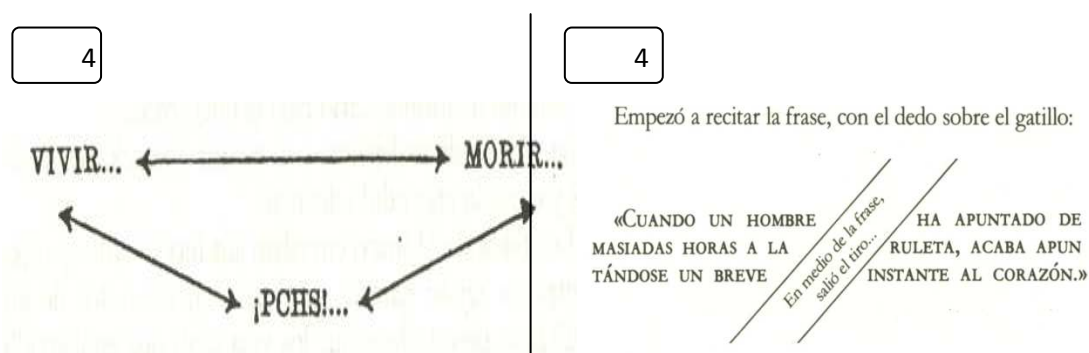 4
VIVIR... MORIR...
¡PCHS!...
4
Empezó a recitar la frase, con el dedo sobre el gatillo:
«CUANDO UN HOMBRE HA APUNTADO DE
MASIADAS HORAS A LA RULETA, ACABA APUN
TÁNDOSE UN BREVE INSTANTE AL CORAZÓN.»
En medio de la frase,
salió el tiro...